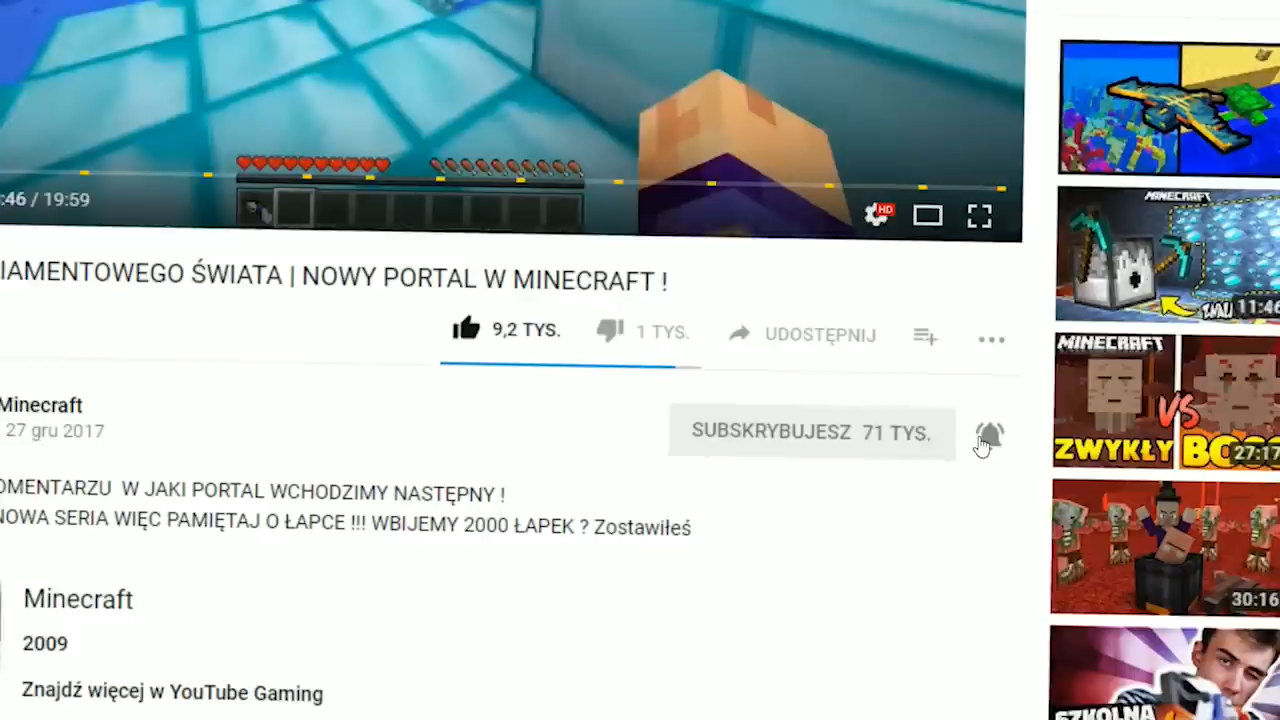 :46 / 19:59
HD
IAMENTOWEGO ŚWIATA | NOWY PORTAL W MINECRAFT !
9,2 TYS.
1 TYS.
UDOSTĘPNIJ
Minecraft
SUBSKRYBUJESZ 71 TYS.
27 gru 2017
OMENTARZU W JAKI PORTAL WCHODZIMY NASTĘPNY !
NOWA SERIA WIĘC PAMIĘTAJ O ŁAPCE !!! WBIJEMY 2000 ŁAPEK ? Zostawiłeś
Minecraft
2009
Znajdź więcej w YouTube Gaming
MINECRAFT
11:46
MINECRAFT
VS
ZWYKŁY
27:17
30:16
SZKOLNA